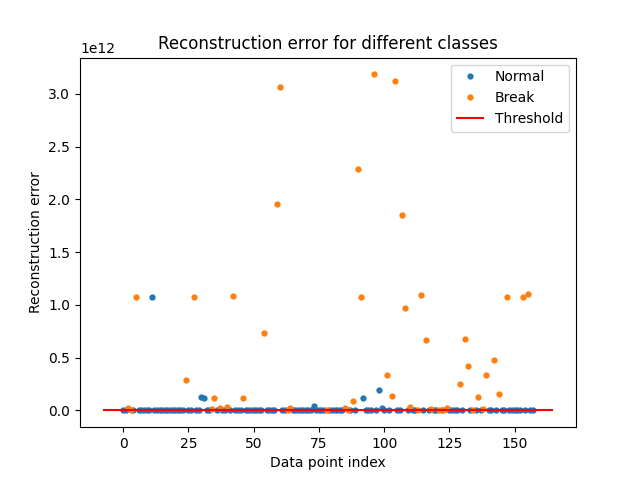 Reconstruction error for different classes
1e12
Normal
Break
Threshold
3.0
2.5
2.0
1.5
1.0
0.5
0.0
Reconstruction error
0 25 50 75 100 125 150
Data point index